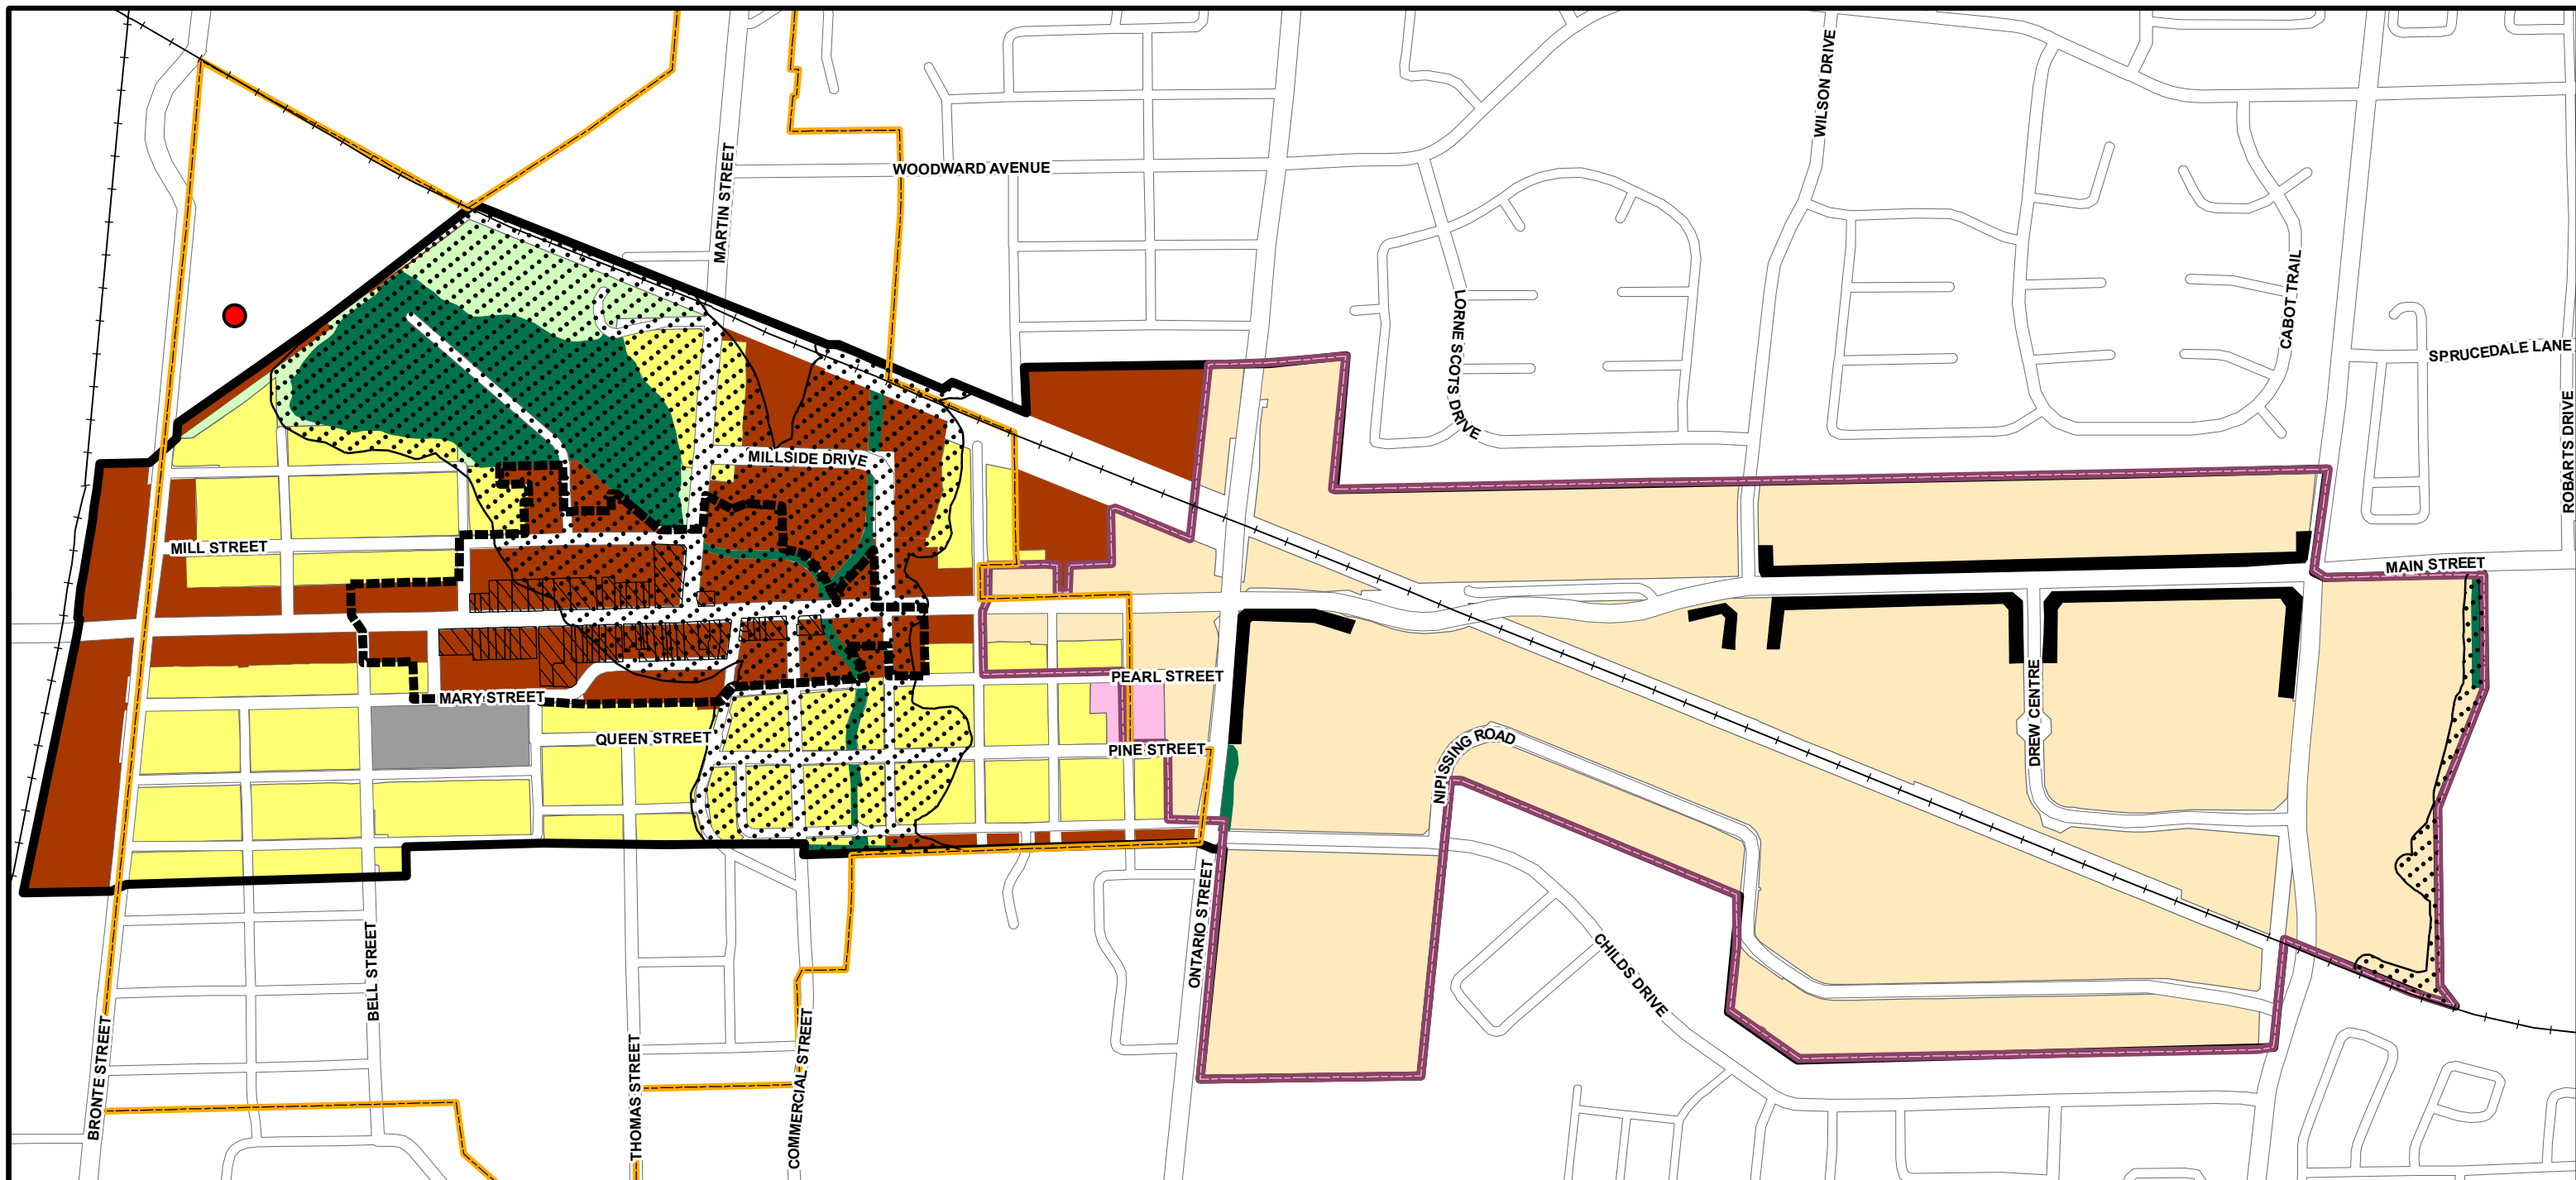 WILSON DRIVE
MARTIN STREET
WOODWARD AVENUE
CABOT TRAIL
LORNE SCOTS DRIVE
SPRUCEDALE LANE
ROBARTS DRIVE
MILLSIDE DRIVE
MILL STREET
MAIN STREET
PEARL STREET
MARY STREET
QUEEN STREET
PINE STREET
NIPISSING ROAD
DREW CENTRE
ONTARIO STREET
BELL STREET
CHILDS DRIVE
BRONTE STREET
THOMAS STREET
COMMERCIAL STREET